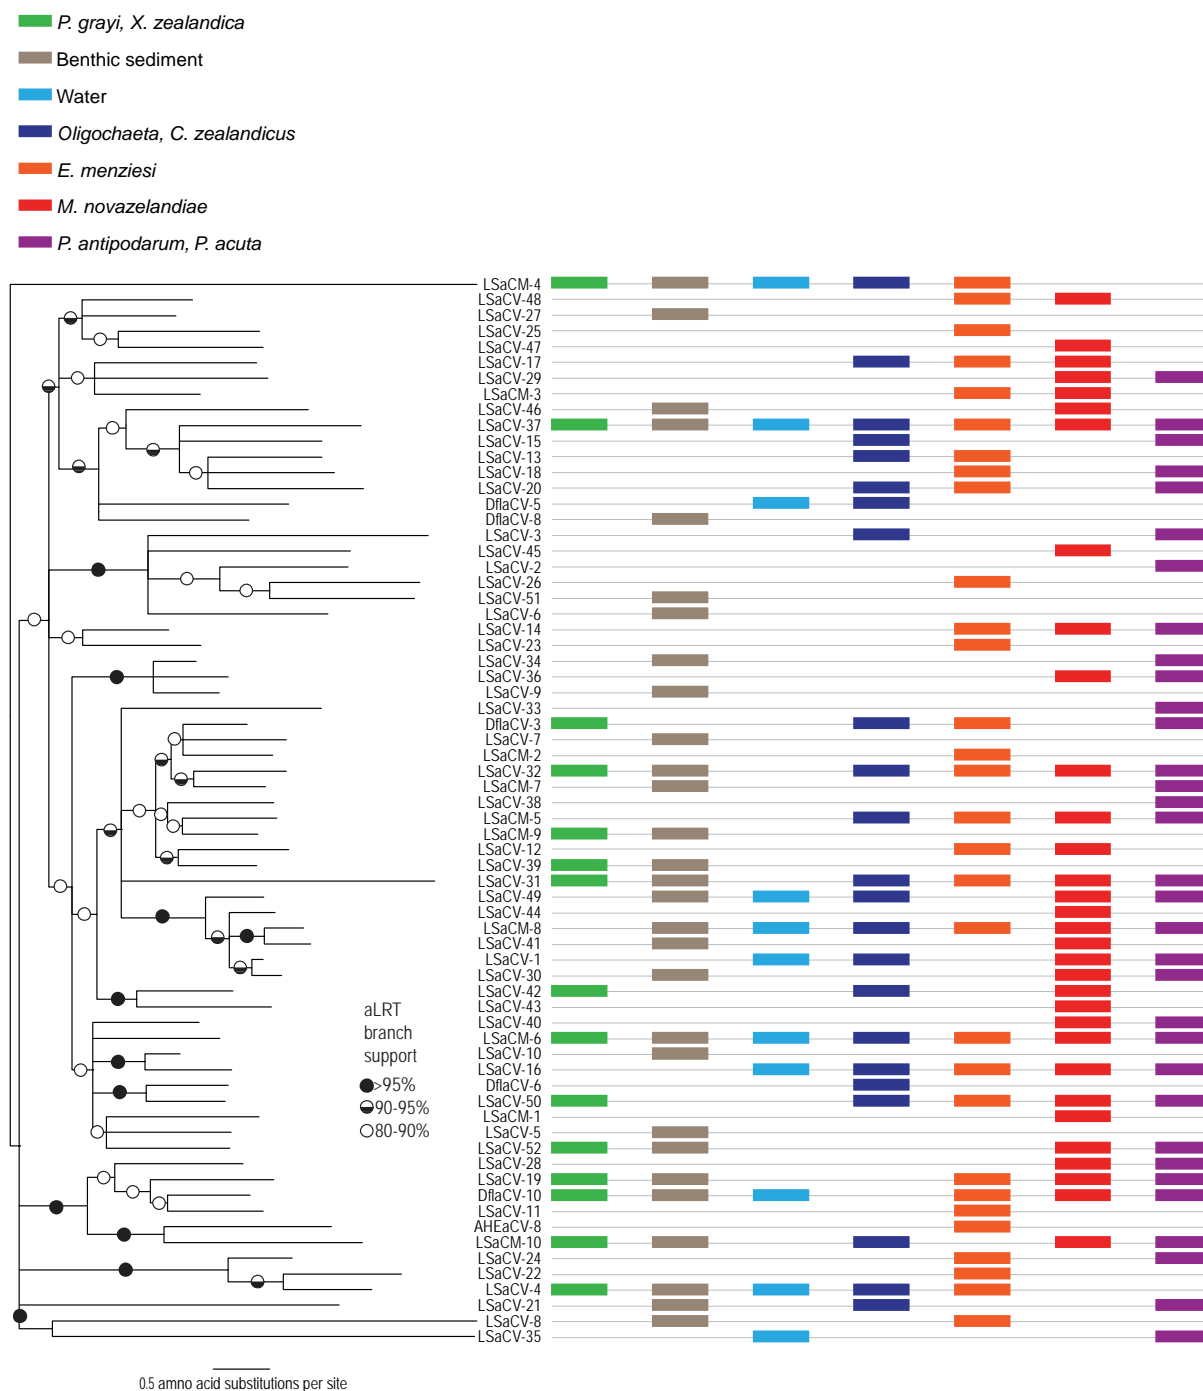 P. grayi, X. zealandica
Benthic sediment
Water
Oligochaeta, C. zealandicus
E. menziesi
M. novazelandiae
P. antipodarum, P. acuta
LSaCM-4
LSaCV-48
LSaCV-27
LSaCV-25
LSaCV-47
LSaCV-17
LSaCV-29
LSaCM-3
LSaCV-46
LSaCV-37
LSaCV-15
LSaCV-13
LSaCV-18
LSaCV-20
DflaCV-5
DflaCV-8
LSaCV-3
LSaCV-45
LSaCV-2
LSaCV-26
LSaCV-51
LSaCV-6
LSaCV-14
LSaCV-23
LSaCV-34
LSaCV-36
LSaCV-9
LSaCV-33
DflaCV-3
LSaCV-7
LSaCM-2
LSaCV-32
LSaCM-7
LSaCV-38
LSaCM-5
LSaCM-9
LSaCV-12
LSaCV-39
LSaCV-31
LSaCV-49
LSaCV-44
LSaCM-8
LSaCV-41
LSaCV-1
LSaCV-30
LSaCV-42
LSaCV-43
LSaCV-40
LSaCM-6
LSaCV-10
LSaCV-16
DflaCV-6
LSaCV-50
LSaCM-1
LSaCV-5
LSaCV-52
LSaCV-28
LSaCV-19
DflaCV-10
LSaCV-11
AHEaCV-8
LSaCM-10
LSaCV-24
LSaCV-22
LSaCV-4
LSaCV-21
LSaCV-8
LSaCV-35
aLRT
branch
support
>95%
90-95%
80-90%
0.5 amno acid substitutions per site